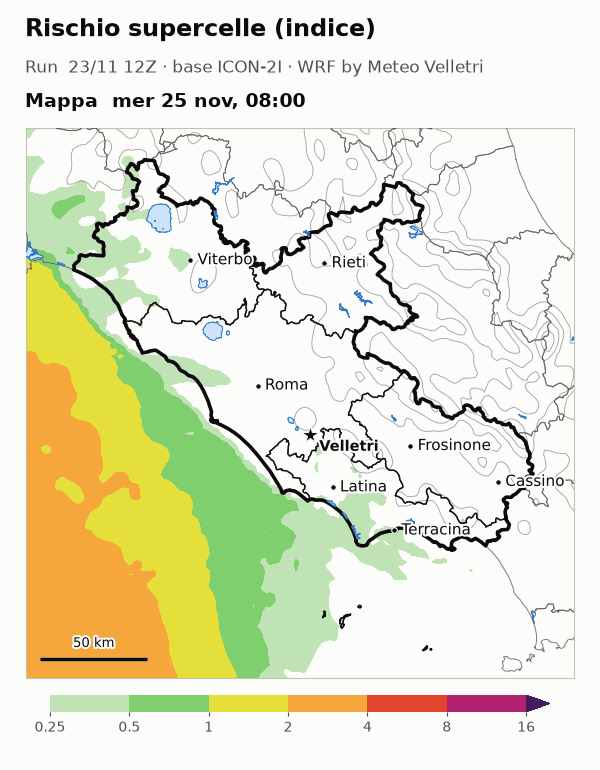 Rischio supercelle (indice)
Run  23/11 12Z · base ICON-2I · WRF by Meteo Velletri
Mappa  mer 25 nov, 08:00
Viterbo
Rieti
Roma
Velletri
Frosinone
Cassino
Latina
Terracina
50 km
0.25 0.5 1 2 4 8 16